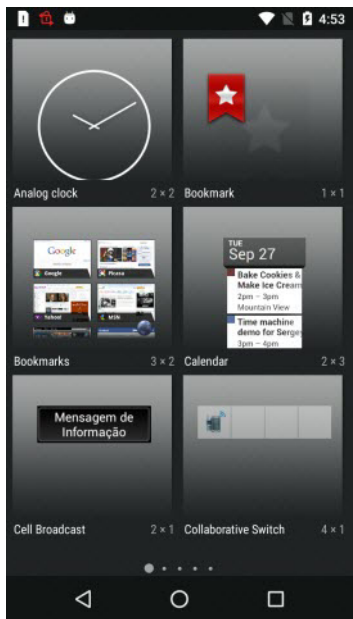 4:53
Analog clock 2 × 2
Bookmark 1 × 1
Google
Google
Picasa
Yahoo!
MSN
Bookmarks 3 × 2
TUE
Sep 27
Bake Cookies &
Make Ice Cream
2pm – 3pm
Mountain View
Time machine
demo for Sergey
3pm – 4pm
Calendar 2 × 3
Mensagem de
Informação
Cell Broadcast 2 × 1
Collaborative Switch 4 × 1